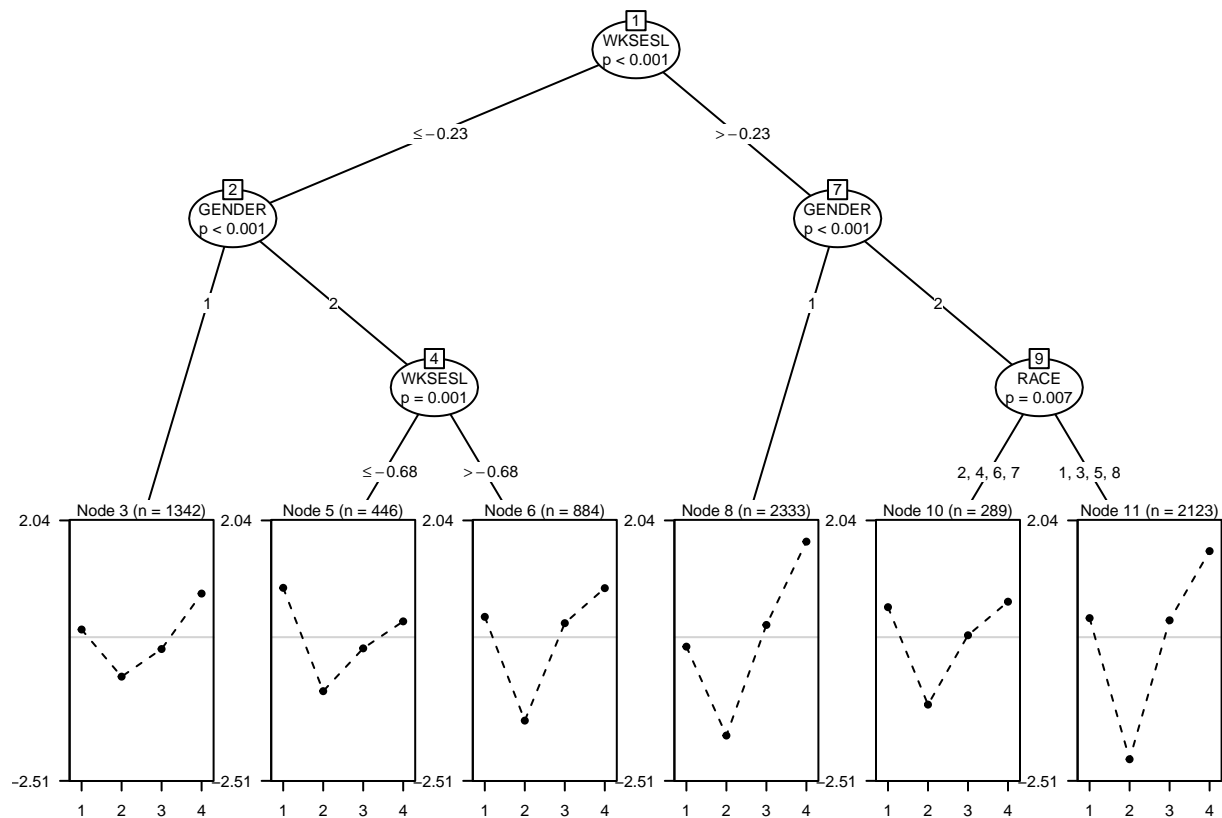 1
WKSESL
p < 0.001
≤ −0.23
> −0.23
2
GENDER
p < 0.001
7
GENDER
p < 0.001
1
2
1
2
4
WKSESL
p = 0.001
9
RACE
p = 0.007
≤ −0.68
> −0.68
2, 4, 6, 7
1, 3, 5, 8
Node 3 (n = 1342)
Node 5 (n = 446)
Node 6 (n = 884)
Node 8 (n = 2333)
Node 10 (n = 289)
Node 11 (n = 2123)
2.04
2.04
2.04
2.04
2.04
2.04
−2.51
−2.51
−2.51
−2.51
−2.51
−2.51
1 2 3 4
1 2 3 4
1 2 3 4
1 2 3 4
1 2 3 4
1 2 3 4